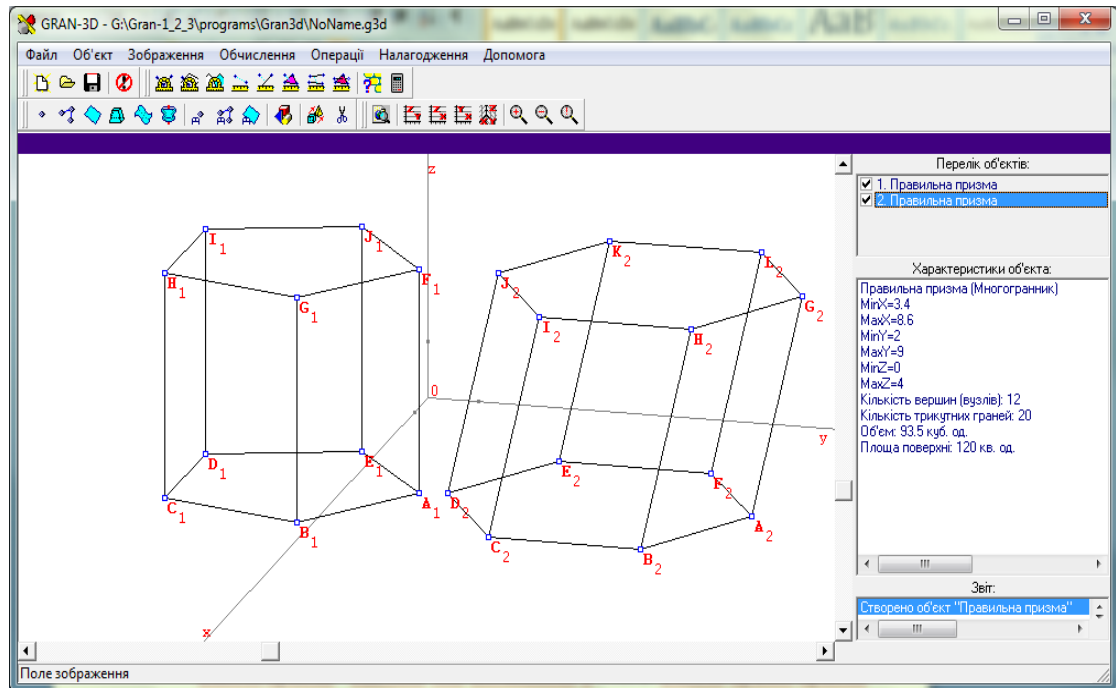 GRAN-3D - G:\Gran-1_2_3\programs\Gran3d\NoName.g3d
Файл Об'єкт Зображення Обчислення Операції Налагодження Допомога
Перелік об'єктів:
1. Правильна призма
2. Правильна призма
Характеристики об'єкта:
Правильна призма (Многогранник)
MinX=3.4
MaxX=8.6
MinY=2
MaxY=9
MinZ=0
MaxZ=4
Кількість вершин (вузлів): 12
Кількість трикутних граней: 20
Об'єм: 93.5 куб. од.
Площа поверхні: 120 кв. од.
Звіт:
Створено об'єкт "Правильна призма"
z
I1 J1
H1 F1
G1
K2
L2
J2
G2
I2
H2
0
y
D1 E1
C1 A1
B1
E2
F2
D2
A2
C2
B2
x
Поле зображення